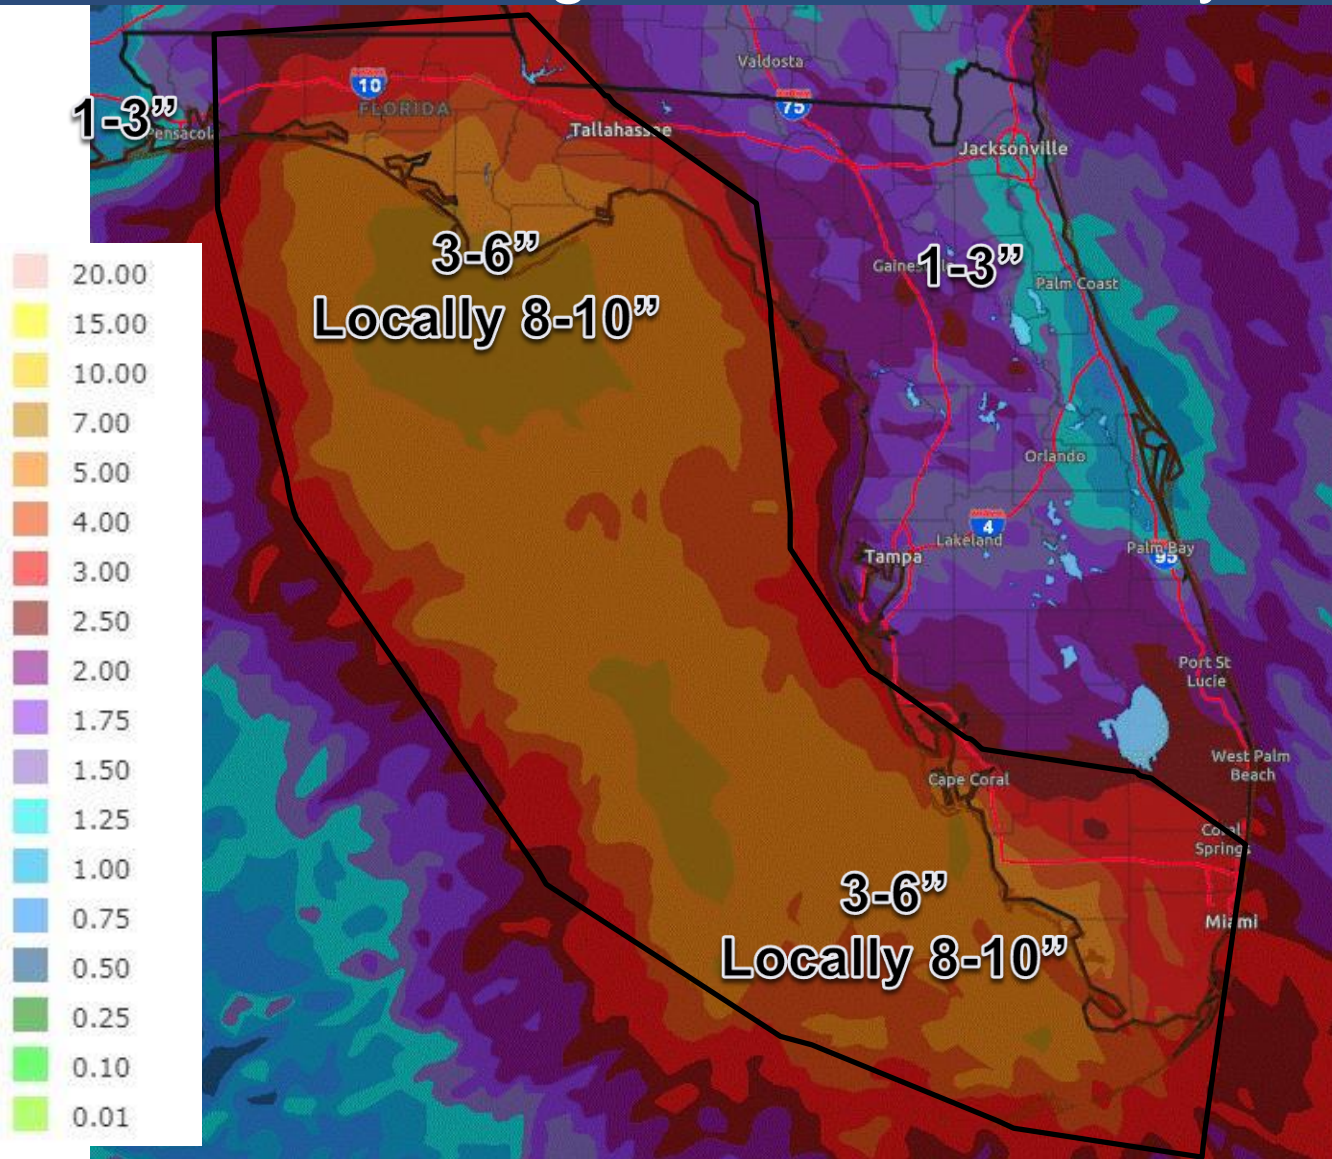 Valdosta
10
75
FLORIDA
1-3”
Pensacola
Tallahassee
Jacksonville
3-6”
Locally 8-10”
1-3”
Palm Coast
20.00
15.00
10.00
7.00
5.00
4.00
3.00
2.50
2.00
1.75
1.50
1.25
1.00
0.75
0.50
0.25
0.10
0.01
Orlando
4
Lakeland
Tampa
Palm Bay
95
Port St
Lucie
West Palm
Beach
Cape Coral
Coral
Springs
3-6”
Locally 8-10”
Miami